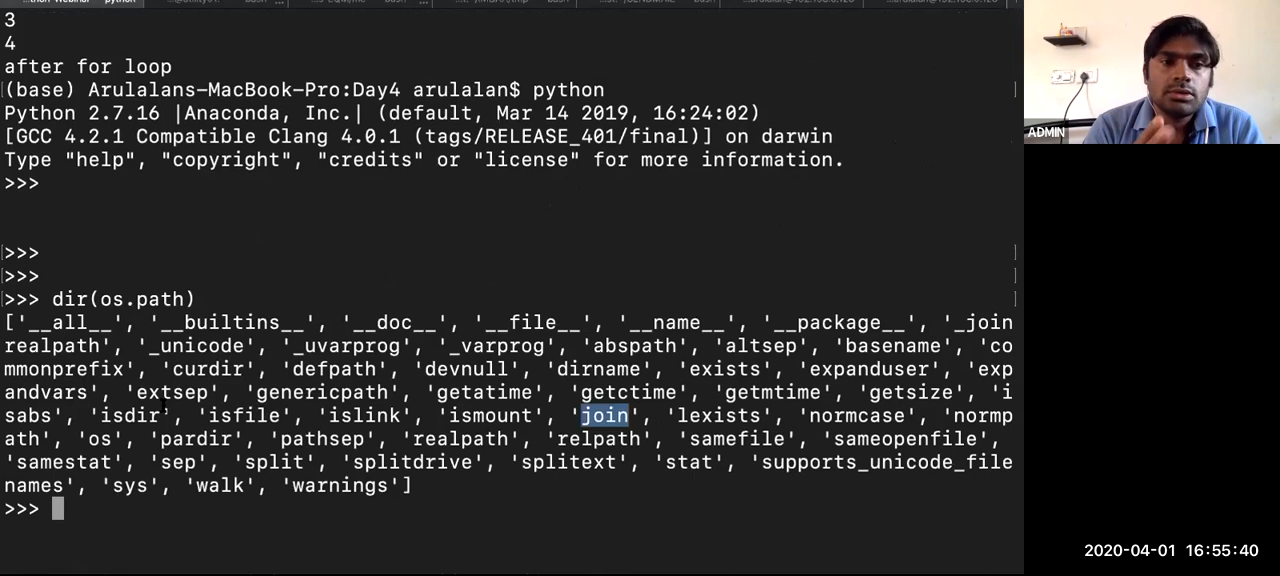 3
4
after for loop
(base) Arulalans-MacBook-Pro:Day4 arulalan$ python
Python 2.7.16 |Anaconda, Inc.| (default, Mar 14 2019, 16:24:02)
[GCC 4.2.1 Compatible Clang 4.0.1 (tags/RELEASE_401/final)] on darwin
Type "help", "copyright", "credits" or "license" for more information.
>>>
>>>
>>>
>>> dir(os.path)
['__all__', '__builtins__', '__doc__', '__file__', '__name__', '__package__', '_join
realpath', '_unicode', '_uvarprog', '_varprog', 'abspath', 'altsep', 'basename', 'co
mmonprefix', 'curdir', 'defpath', 'devnull', 'dirname', 'exists', 'expanduser', 'exp
andvars', 'extsep', 'genericpath', 'getatime', 'getctime', 'getmtime', 'getsize', 'i
sabs', 'isdir', 'isfile', 'islink', 'ismount', 'join', 'lexists', 'normcase', 'normp
ath', 'os', 'pardir', 'pathsep', 'realpath', 'relpath', 'samefile', 'sameopenfile',
'samestat', 'sep', 'split', 'splitdrive', 'splitext', 'stat', 'supports_unicode_file
names', 'sys', 'walk', 'warnings']
>>>
ADMIN
2020-04-01 16:55:40